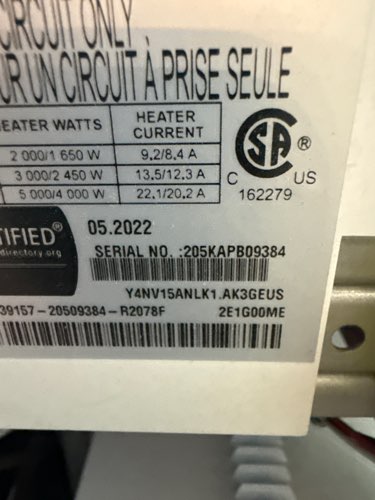 CIRCUIT ONLY
UR UN CIRCUIT À PRISE SEULE
HEATER WATTS HEATER CURRENT
2 000/1 650 W 9.2/8.4 A
3 000/2 450 W 13.5/12.3 A
5 000/4 000 W 22.1/20.2 A
SA ®
C US
162279
TIFIED®
directory.org
05.2022
SERIAL NO. :205KAPB09384
Y4NV15ANLK1.AK3GEUS
39157-20509384-R2078F 2E1G00ME